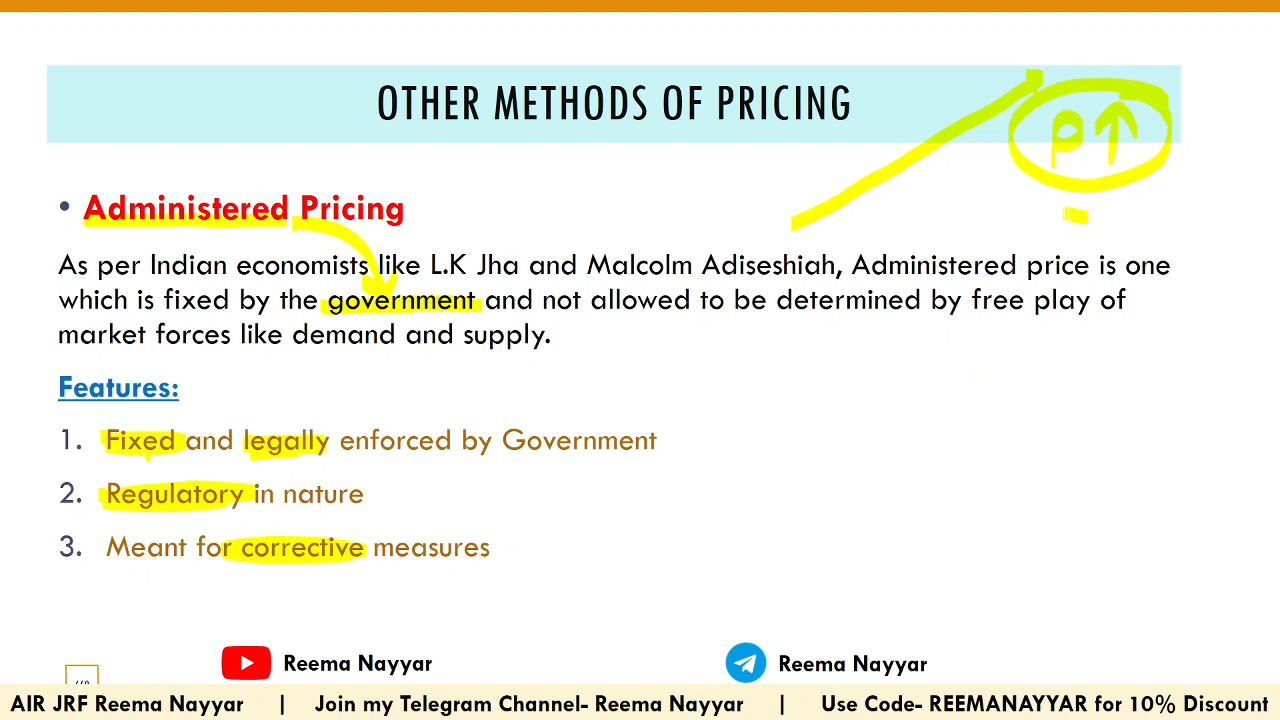 OTHER METHODS OF PRICING
P↑
• Administered Pricing
As per Indian economists like L.K Jha and Malcolm Adiseshiah, Administered price is one
which is fixed by the government and not allowed to be determined by free play of
market forces like demand and supply.
Features:
1. Fixed and legally enforced by Government
2. Regulatory in nature
3. Meant for corrective measures
Reema Nayyar
Reema Nayyar
AIR JRF Reema Nayyar | Join my Telegram Channel- Reema Nayyar | Use Code- REEMANAYYAR for 10% Discount